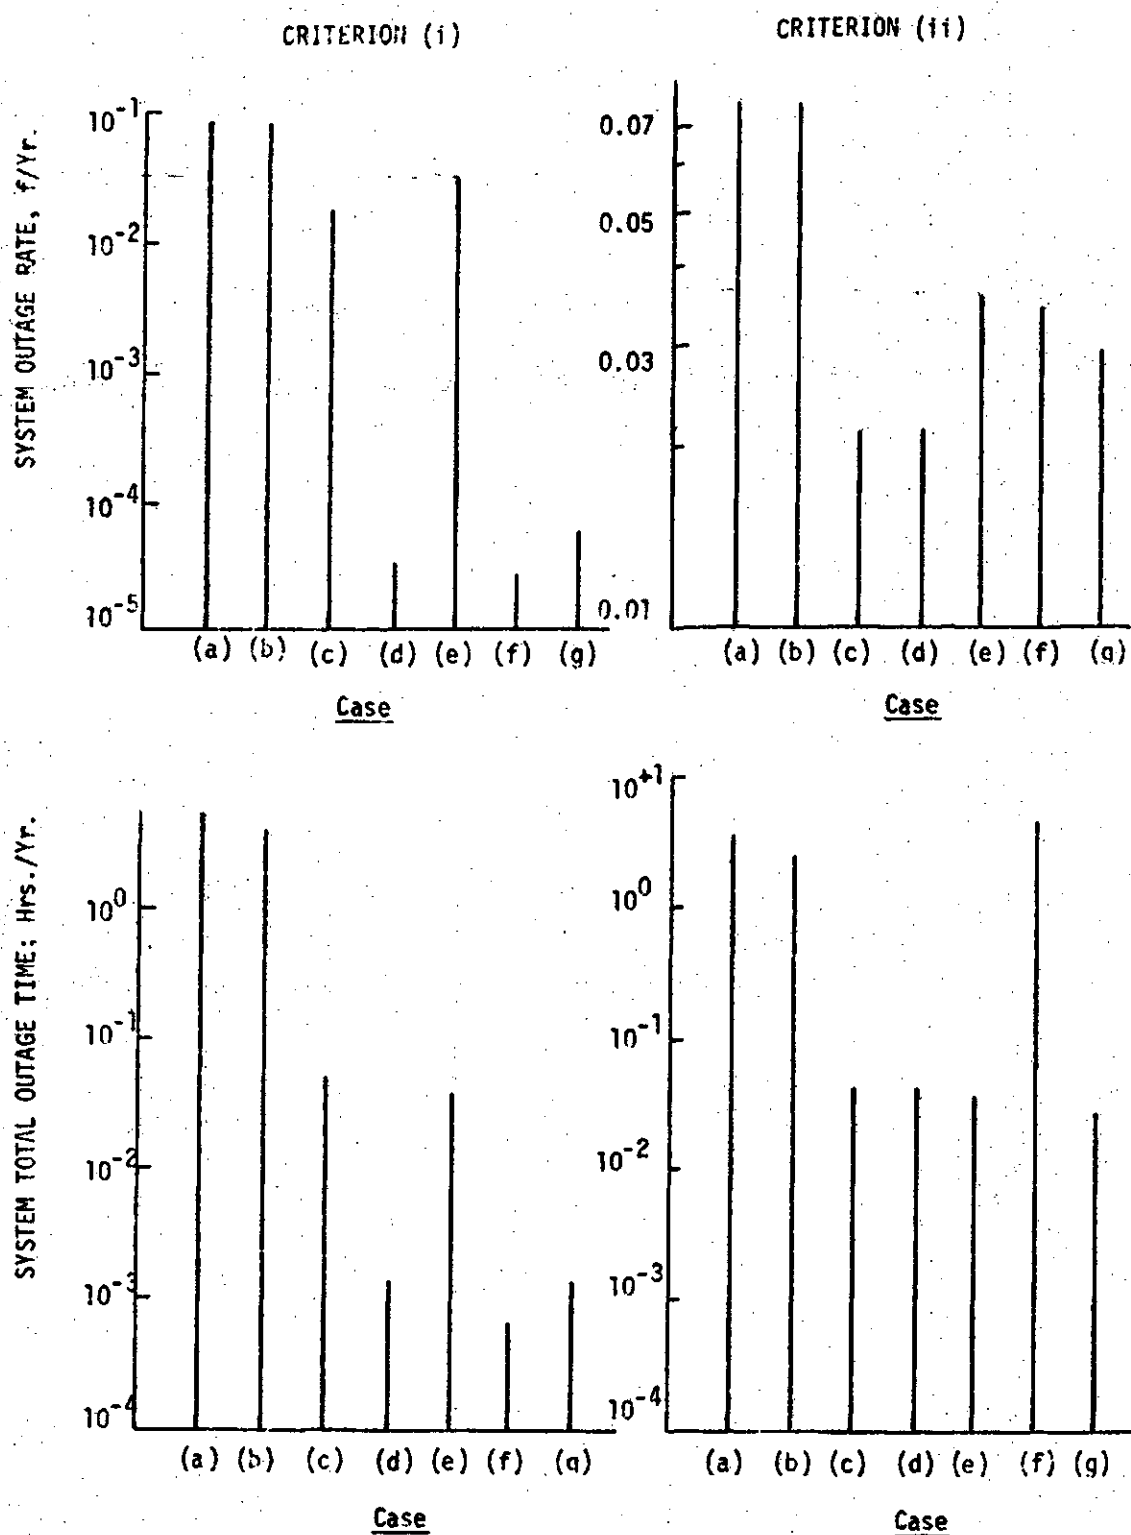 CRITERION (i)
CRITERION (ii)
SYSTEM OUTAGE RATE, f/Yr.
10^-1
10^-2
10^-3
10^-4
10^-5
(a) (b) (c) (d) (e) (f) (g)
Case
0.07
0.05
0.03
0.01
(a) (b) (c) (d) (e) (f) (g)
Case
SYSTEM TOTAL OUTAGE TIME; Hrs./Yr.
10^0
10^-1
10^-2
10^-3
10^-4
(a) (b) (c) (d) (e) (f) (g)
Case
10^+1
10^0
10^-1
10^-2
10^-3
10^-4
(a) (b) (c) (d) (e) (f) (g)
Case